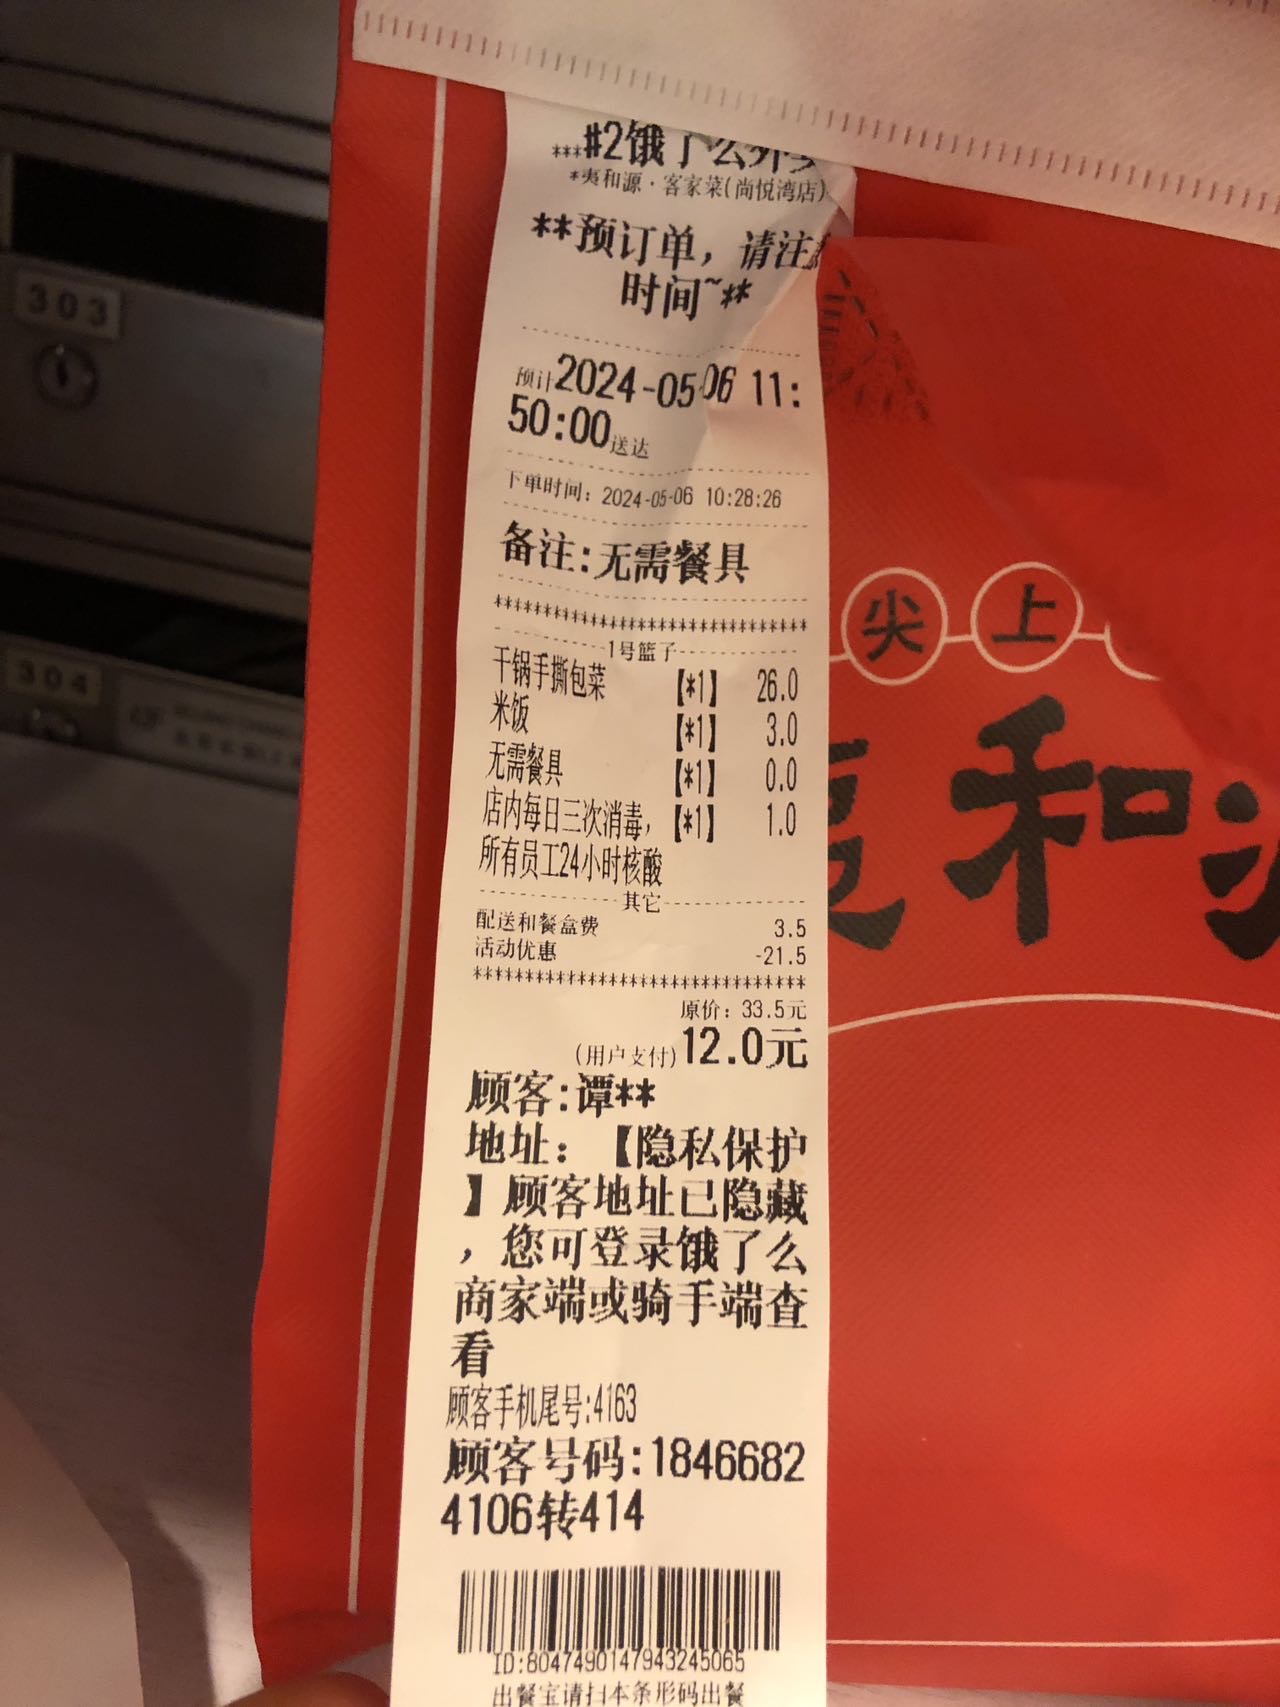 ***#2饿了么外卖
*夷和源·客家菜(尚悦湾店)
**预订单，请注意
时间~**
预计2024-05-06 11:
50:00送达
下单时间：2024-05-06 10:28:26
备注:无需餐具
********************************
1号篮子
干锅手撕包菜 【*1】 26.0
米饭 【*1】 3.0
无需餐具 【*1】 0.0
店内每日三次消毒， 【*1】 1.0
所有员工24小时核酸
其它
配送和餐盒费 3.5
活动优惠 -21.5
********************************
原价：33.5元
(用户支付)12.0元
顾客:谭**
地址：【隐私保护
】顾客地址已隐藏
，您可登录饿了么
商家端或骑手端查
看
顾客手机尾号:4163
顾客号码:1846682
4106转414
ID:8047490147943245065
出餐宝请扫本条形码出餐
303
304
尖上
夷和源